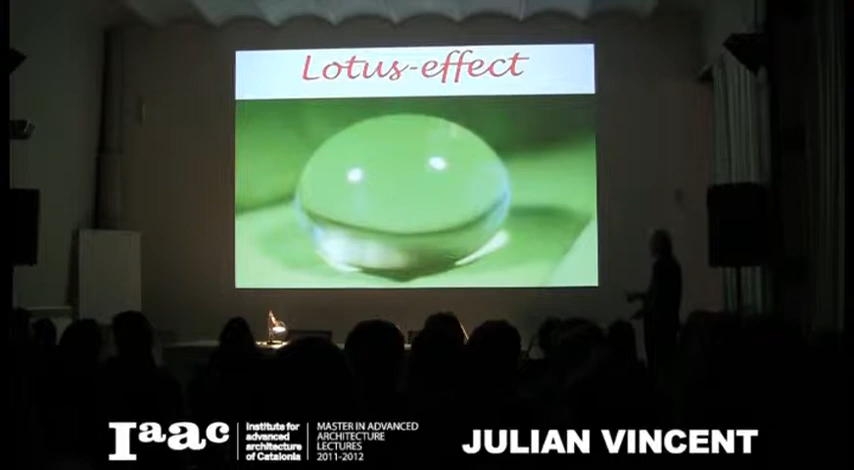 Lotus-effect
Iaac
institute for
advanced
architecture
of Catalonia
MASTER IN ADVANCED
ARCHITECTURE
LECTURES
2011-2012
JULIAN VINCENT